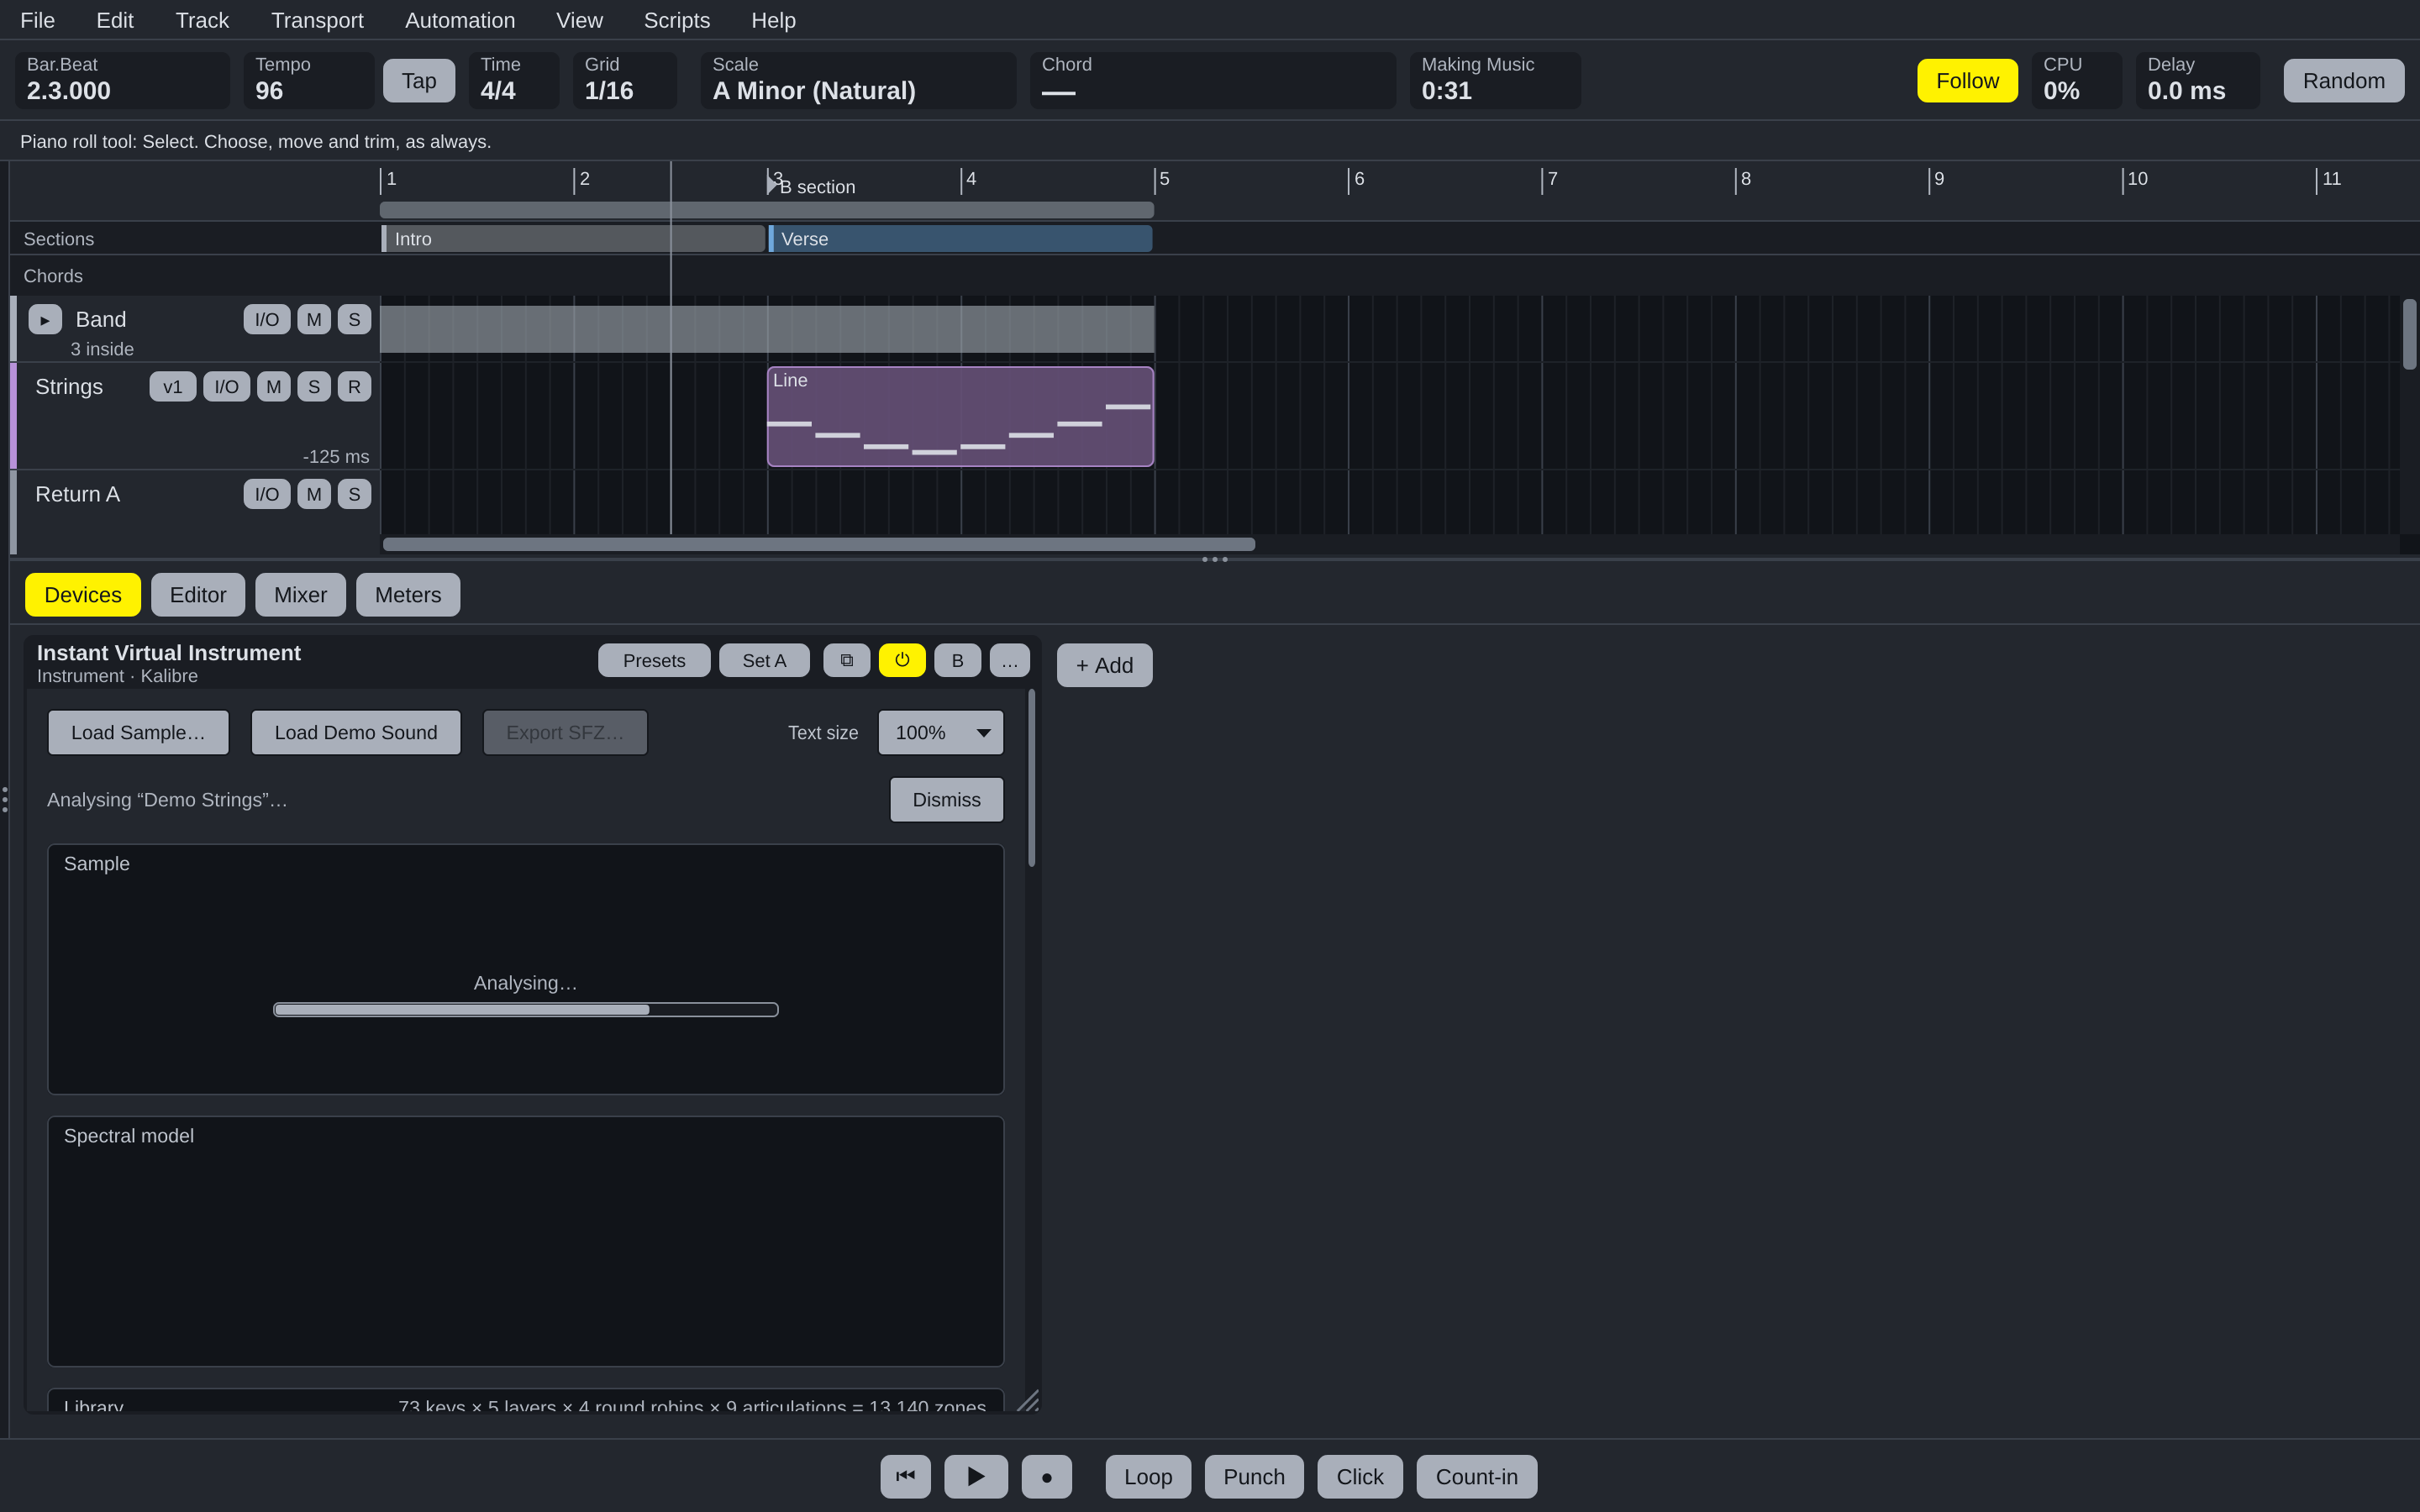 File Edit Track Transport Automation View Scripts Help
Bar.Beat Tempo Time Grid Scale Chord Making Music CPU Delay
2.3.000 96 Tap 4/4 1/16 A Minor (Natural) — 0:31 Follow 0% 0.0 ms Random
Piano roll tool: Select. Choose, move and trim, as always.
1 2 3 4 5 6 7 8 9 10 11
B section
Sections Intro Verse
Chords
Band I/O M S
3 inside
Strings v1 I/O M S R
Line
-125 ms
Return A I/O M S
Devices Editor Mixer Meters
Instant Virtual Instrument Presets Set A B …
Instrument · Kalibre
+ Add
Load Sample… Load Demo Sound Export SFZ… Text size 100%
Analysing “Demo Strings”… Dismiss
Sample
Analysing…
Spectral model
Library 73 keys × 5 layers × 4 round robins × 9 articulations = 13 140 zones
Loop Punch Click Count-in